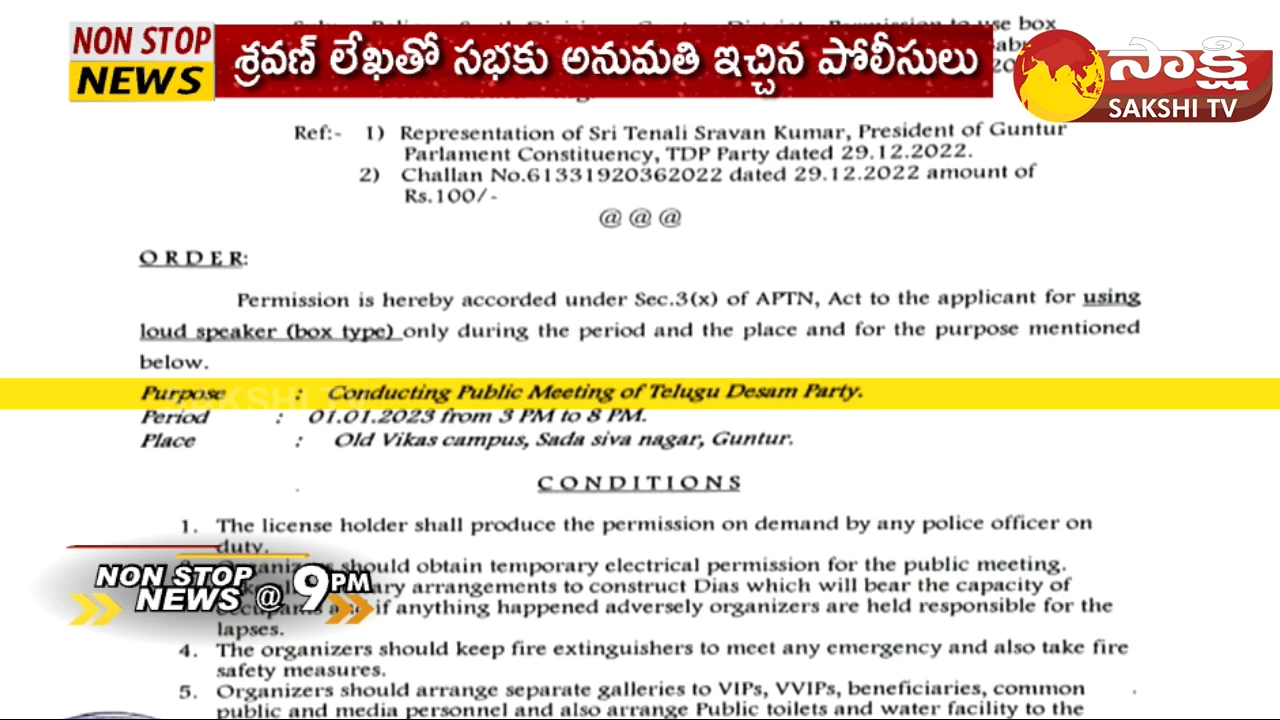 use box
NON STOP
NEWS
శ్రవణ్ లేఖతో సభకు అనుమతి ఇచ్చిన పోలీసులు
సాక్షి
SAKSHI TV
Ref:- 1) Representation of Sri Tenali Sravan Kumar, President of Guntur
Parlament Constituency, TDP Party dated 29.12.2022.
2) Challan No.61331920362022 dated 29.12.2022 amount of
Rs.100/-
@ @ @
ORDER:
Permission is hereby accorded under Sec.3(x) of APTN, Act to the applicant for using
loud speaker (box type) only during the period and the place and for the purpose mentioned
below.
Purpose : Conducting Public Meeting of Telugu Desam Party.
SAKSHI TV
Period : 01.01.2023 from 3 PM to 8 PM.
Place : Old Vikas campus, Sada siva nagar, Guntur.
CONDITIONS
1. The license holder shall produce the permission on demand by any police officer on
duty.
should obtain temporary electrical permission for the public meeting.
arrangements to construct Dias which will bear the capacity of
if anything happened adversely organizers are held responsible for the
lapses.
NON STOP
NEWS @ 9PM
4. The organizers should keep fire extinguishers to meet any emergency and also take fire
safety measures.
5. Organizers should arrange separate galleries to VIPs, VVIPs, beneficiaries, common
public and media personnel and also arrange Public toilets and water facility to the